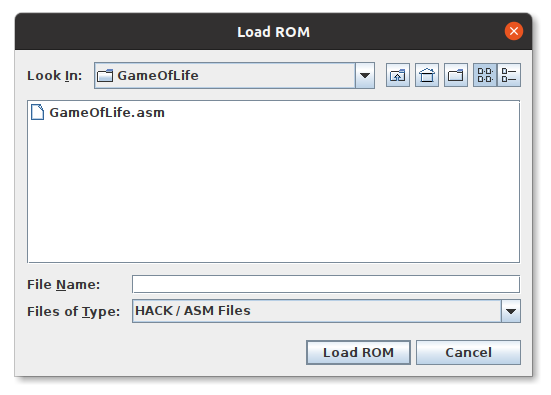 Load ROM
Look In: GameOfLife
GameOfLife.asm
File Name:
Files of Type: HACK / ASM Files
Load ROM Cancel